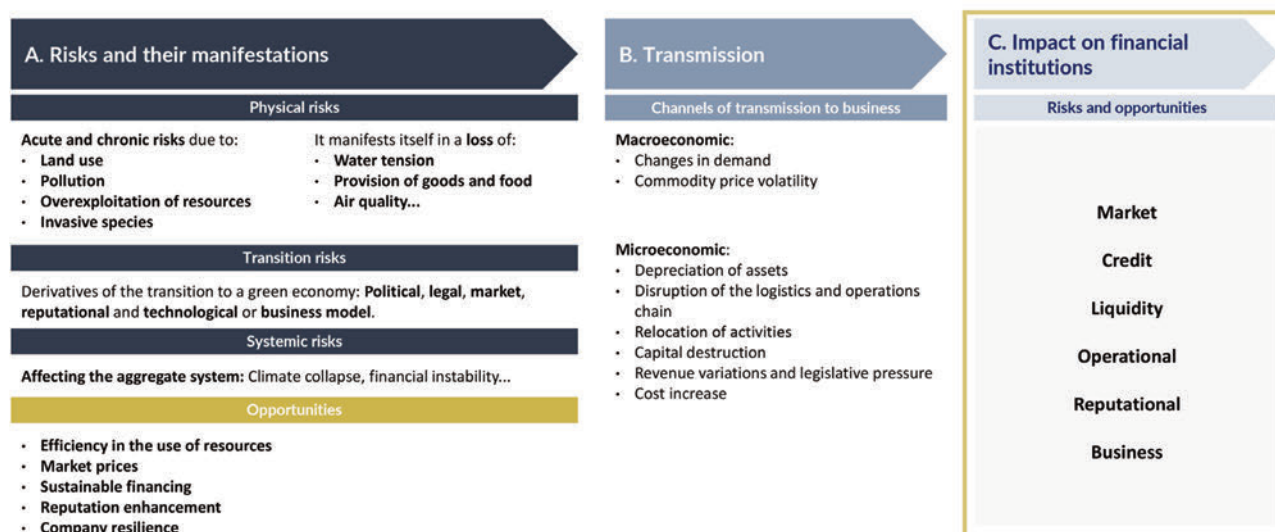 A. Risks and their manifestations
Physical risks
Acute and chronic risks due to:
• Land use
• Pollution
• Overexploitation of resources
• Invasive species
It manifests itself in a loss of:
• Water tension
• Provision of goods and food
• Air quality...
Transition risks
Derivatives of the transition to a green economy: Political, legal, market,
reputational and technological or business model.
Systemic risks
Affecting the aggregate system: Climate collapse, financial instability...
Opportunities
• Efficiency in the use of resources
• Market prices
• Sustainable financing
• Reputation enhancement
• Company resilience
B. Transmission
Channels of transmission to business
Macroeconomic:
• Changes in demand
• Commodity price volatility
Microeconomic:
• Depreciation of assets
• Disruption of the logistics and operations
chain
• Relocation of activities
• Capital destruction
• Revenue variations and legislative pressure
• Cost increase
C. Impact on financial
institutions
Risks and opportunities
Market
Credit
Liquidity
Operational
Reputational
Business